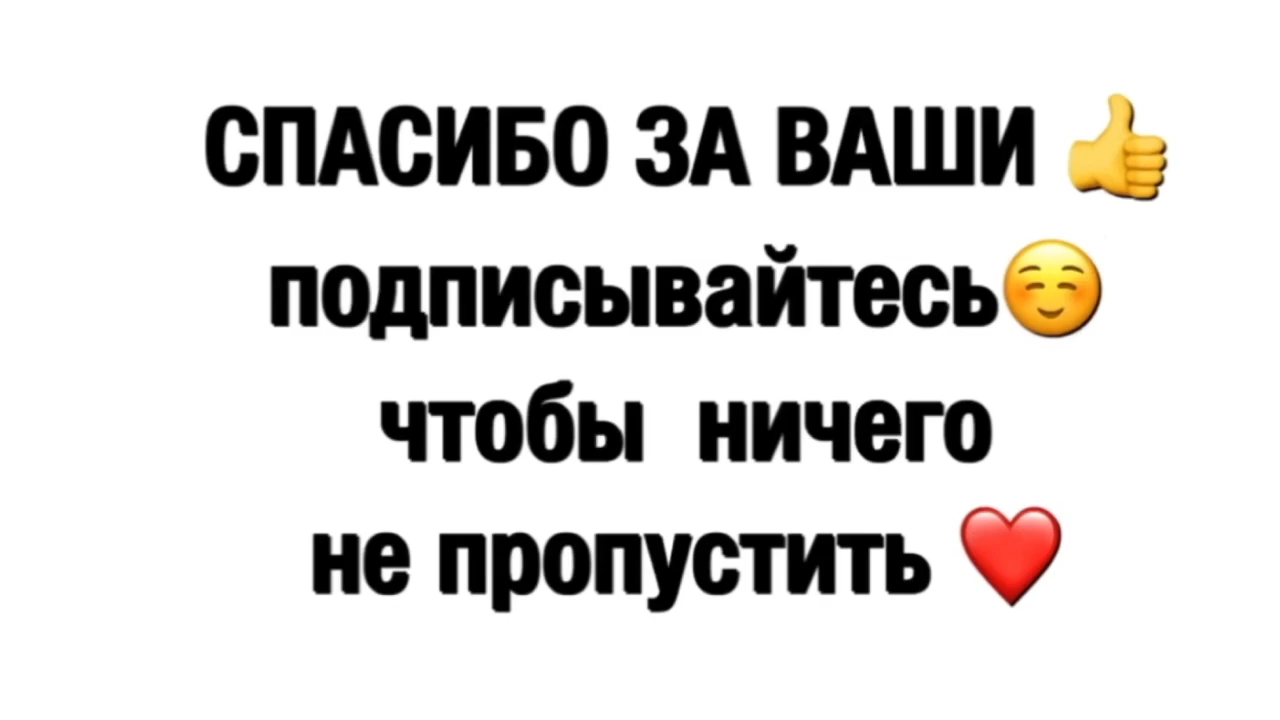 СПАСИБО ЗА ВАШИ 👍
подписывайтесь☺️
чтобы ничего
не пропустить ❤️